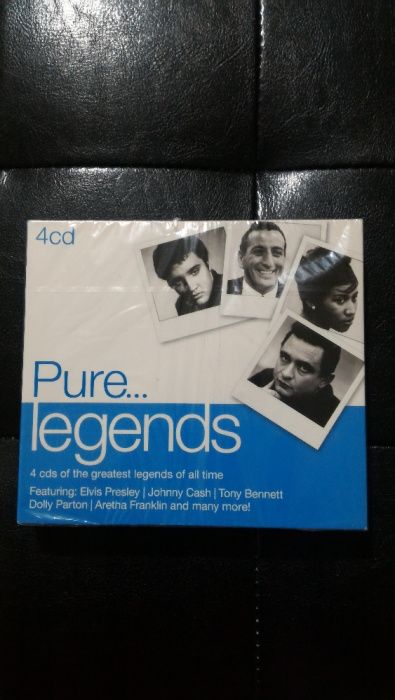 4cd
Pure...
legends
4 cds of the greatest legends of all time
Featuring: Elvis Presley | Johnny Cash | Tony Bennett
Dolly Parton | Aretha Franklin and many more!